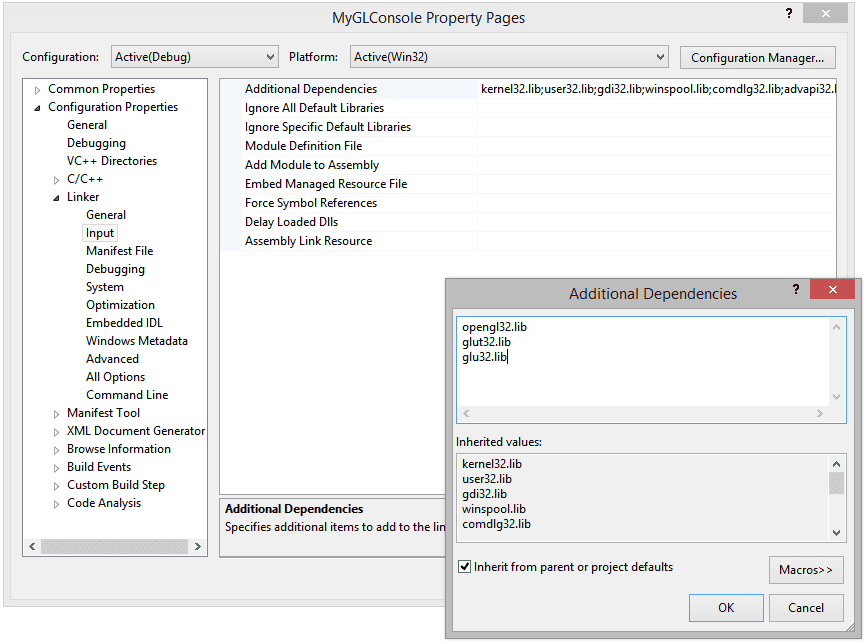 MyGLConsole Property Pages
?
Configuration: Active(Debug) Platform: Active(Win32) Configuration Manager...
Common Properties
Configuration Properties
General
Debugging
VC++ Directories
C/C++
Linker
General
Input
Manifest File
Debugging
System
Optimization
Embedded IDL
Windows Metadata
Advanced
All Options
Command Line
Manifest Tool
XML Document Generator
Browse Information
Build Events
Custom Build Step
Code Analysis
Additional Dependencies kernel32.lib;user32.lib;gdi32.lib;winspool.lib;comdlg32.lib;advapi32.l
Ignore All Default Libraries
Ignore Specific Default Libraries
Module Definition File
Add Module to Assembly
Embed Managed Resource File
Force Symbol References
Delay Loaded Dlls
Assembly Link Resource
Additional Dependencies
Specifies additional items to add to the lin
Additional Dependencies
?
opengl32.lib
glut32.lib
glu32.lib
Inherited values:
kernel32.lib
user32.lib
gdi32.lib
winspool.lib
comdlg32.lib
Inherit from parent or project defaults
Macros>>
OK Cancel